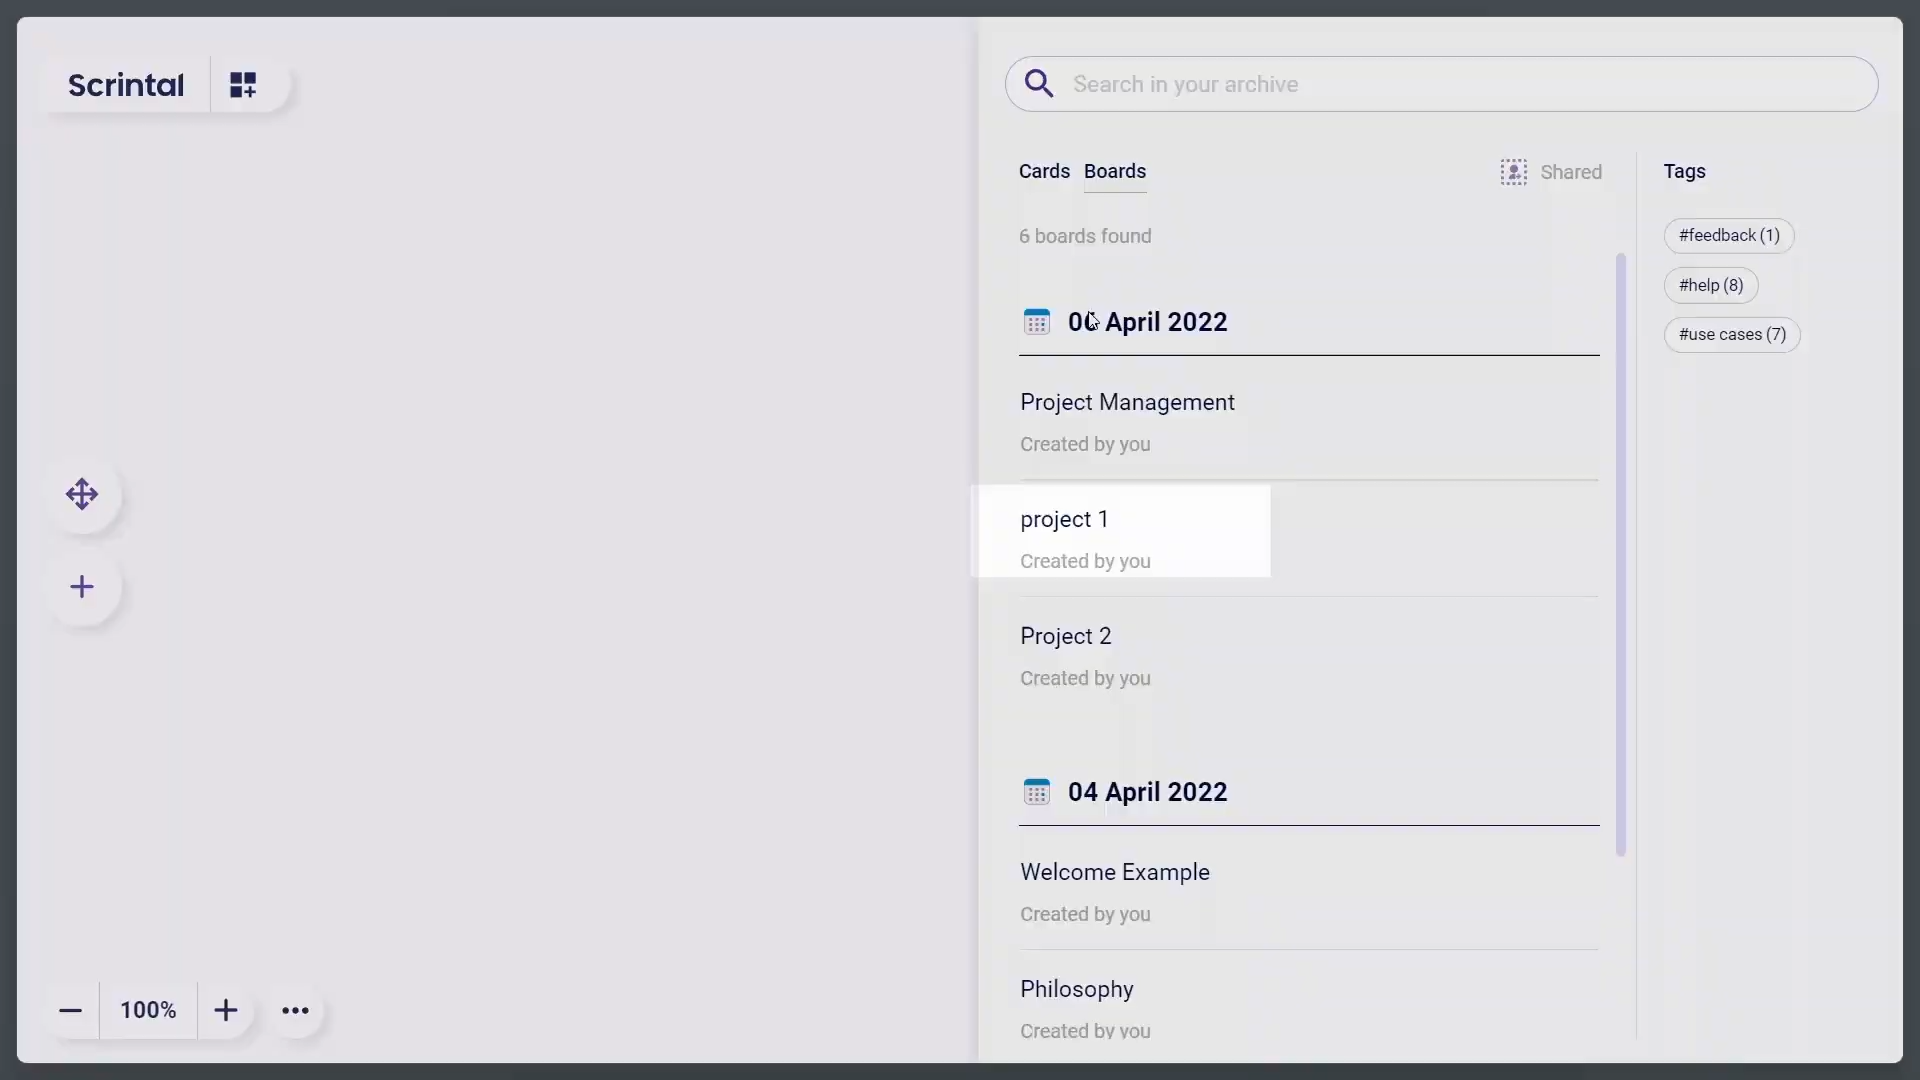 Scrintal
Search in your archive
Cards Boards
Shared
Tags
6 boards found
#feedback (1)
#help (8)
#use cases (7)
April 2022
Project Management
Created by you
project 1
Created by you
Project 2
Created by you
04 April 2022
Welcome Example
Created by you
Philosophy
Created by you
100%